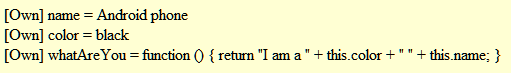 [Own] name = Android phone
[Own] color = black
[Own] whatAreYou = function () { return "I am a " + this.color + " " + this.name; }